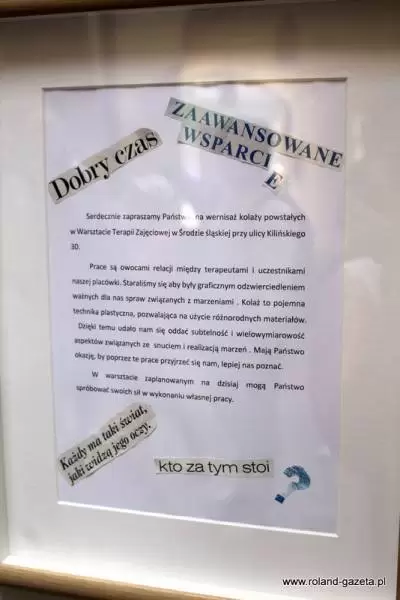 Dobry czas
ZAAWANSOWANE
WSPARCIE
Serdecznie zapraszamy Państwa na wernisaż kolaży powstałych
w Warsztacie Terapii Zajęciowej w Środzie śląskiej przy ulicy Kilińskiego
30.
Prace są owocami relacji między terapeutami i uczestnikami
naszej placówki. Staraliśmy się aby były graficznym odzwierciedleniem
ważnych dla nas spraw związanych z marzeniami . Kolaż to pojemna
technika plastyczna, pozwalająca na użycie różnorodnych materiałów.
Dzięki temu udało nam się oddać subtelność i wielowymiarowość
aspektów związanych ze snuciem i realizacją marzeń . Mają Państwo
okazję, by poprzez te prace przyjrzeć się nam, lepiej nas poznać.
W warsztacie zaplanowanym na dzisiaj mogą Państwo
spróbować swoich sił w wykonaniu własnej pracy.
Każdy ma taki świat,
jaki widzą jego oczy.
kto za tym stoi
?
www.roland-gazeta.pl